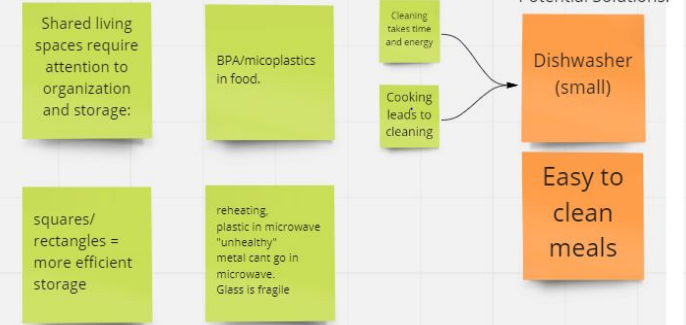 Potential Solutions:
Shared living
spaces require
attention to
organization
and storage:
BPA/micoplastics
in food.
Cleaning
takes time
and energy
Cooking
leads to
cleaning
Dishwasher
(small)
squares/
rectangles =
more efficient
storage
reheating,
plastic in microwave
"unhealthy"
metal cant go in
microwave.
Glass is fragile
Easy to
clean
meals